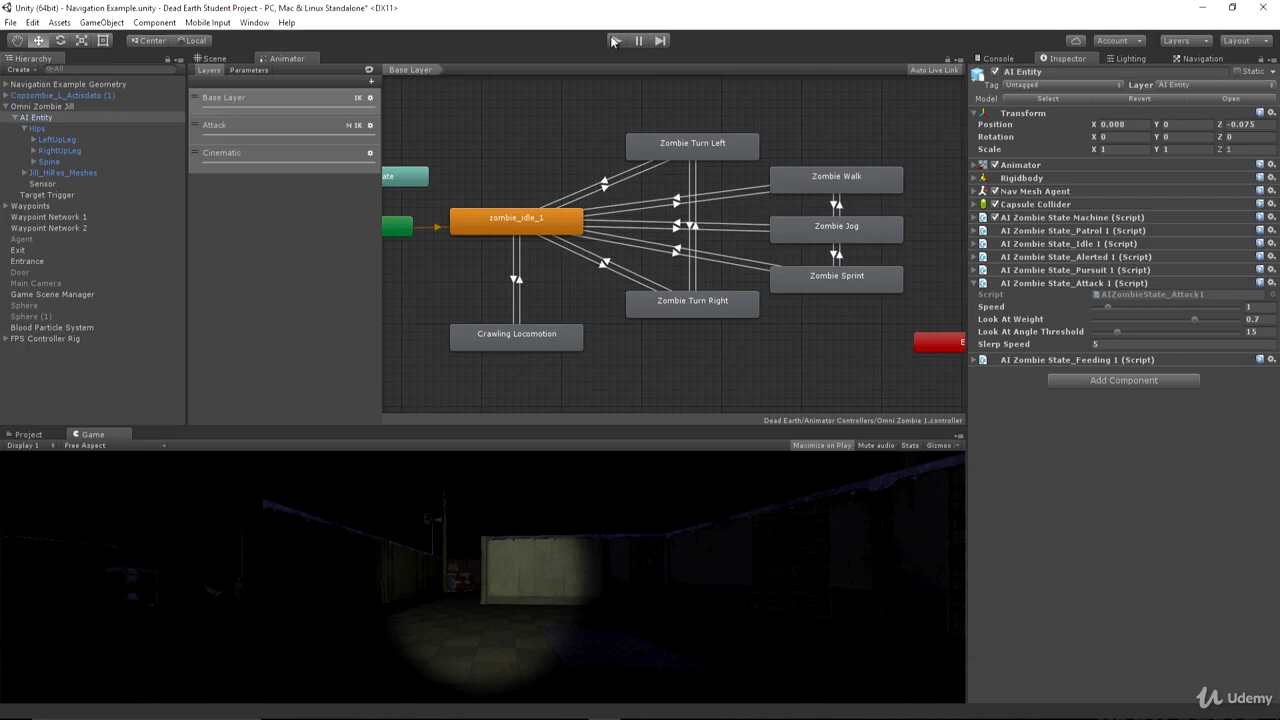 Unity (64bit) - Navigation Example.unity - Dead Earth Student Project - PC, Mac & Linux Standalone* <DX11>
File Edit Assets GameObject Component Mobile Input Window Help
Center Local Account Layers Layout
Hierarchy Scene Animator Console Inspector Lighting Navigation
Create All
Navigation Example Geometry
Copzombie_L_Actisdato (1)
Omni Zombie Jill
AI Entity
Hips
LeftUpLeg
RightUpLeg
Spine
Jill_HiRes_Meshes
Sensor
Target Trigger
Waypoints
Waypoint Network 1
Waypoint Network 2
Agent
Exit
Entrance
Door
Main Camera
Game Scene Manager
Sphere
Sphere (1)
Blood Particle System
FPS Controller Rig
Layers Parameters
Base Layer IK
Attack M IK
Cinematic
Base Layer Auto Live Link
ate
zombie_idle_1
Zombie Turn Left
Zombie Walk
Zombie Jog
Zombie Sprint
Zombie Turn Right
Crawling Locomotion
E
Dead Earth/Animator Controllers/Omni Zombie 1.controller
AI Entity Static
Tag Untagged Layer AI Entity
Model Select Revert Open
Transform
Position X 0.008 Y 0 Z -0.075
Rotation X 0 Y 0 Z 0
Scale X 1 Y 1 Z 1
Animator
Rigidbody
Nav Mesh Agent
Capsule Collider
AI Zombie State Machine (Script)
AI Zombie State_Patrol 1 (Script)
AI Zombie State_Idle 1 (Script)
AI Zombie State_Alerted 1 (Script)
AI Zombie State_Pursuit 1 (Script)
AI Zombie State_Attack 1 (Script)
Script AIZombieState_Attack1
Speed 1
Look At Weight 0.7
Look At Angle Threshold 15
Slerp Speed 5
AI Zombie State_Feeding 1 (Script)
Add Component
Project Game
Display 1 Free Aspect Maximize on Play Mute audio Stats Gizmos
Udemy